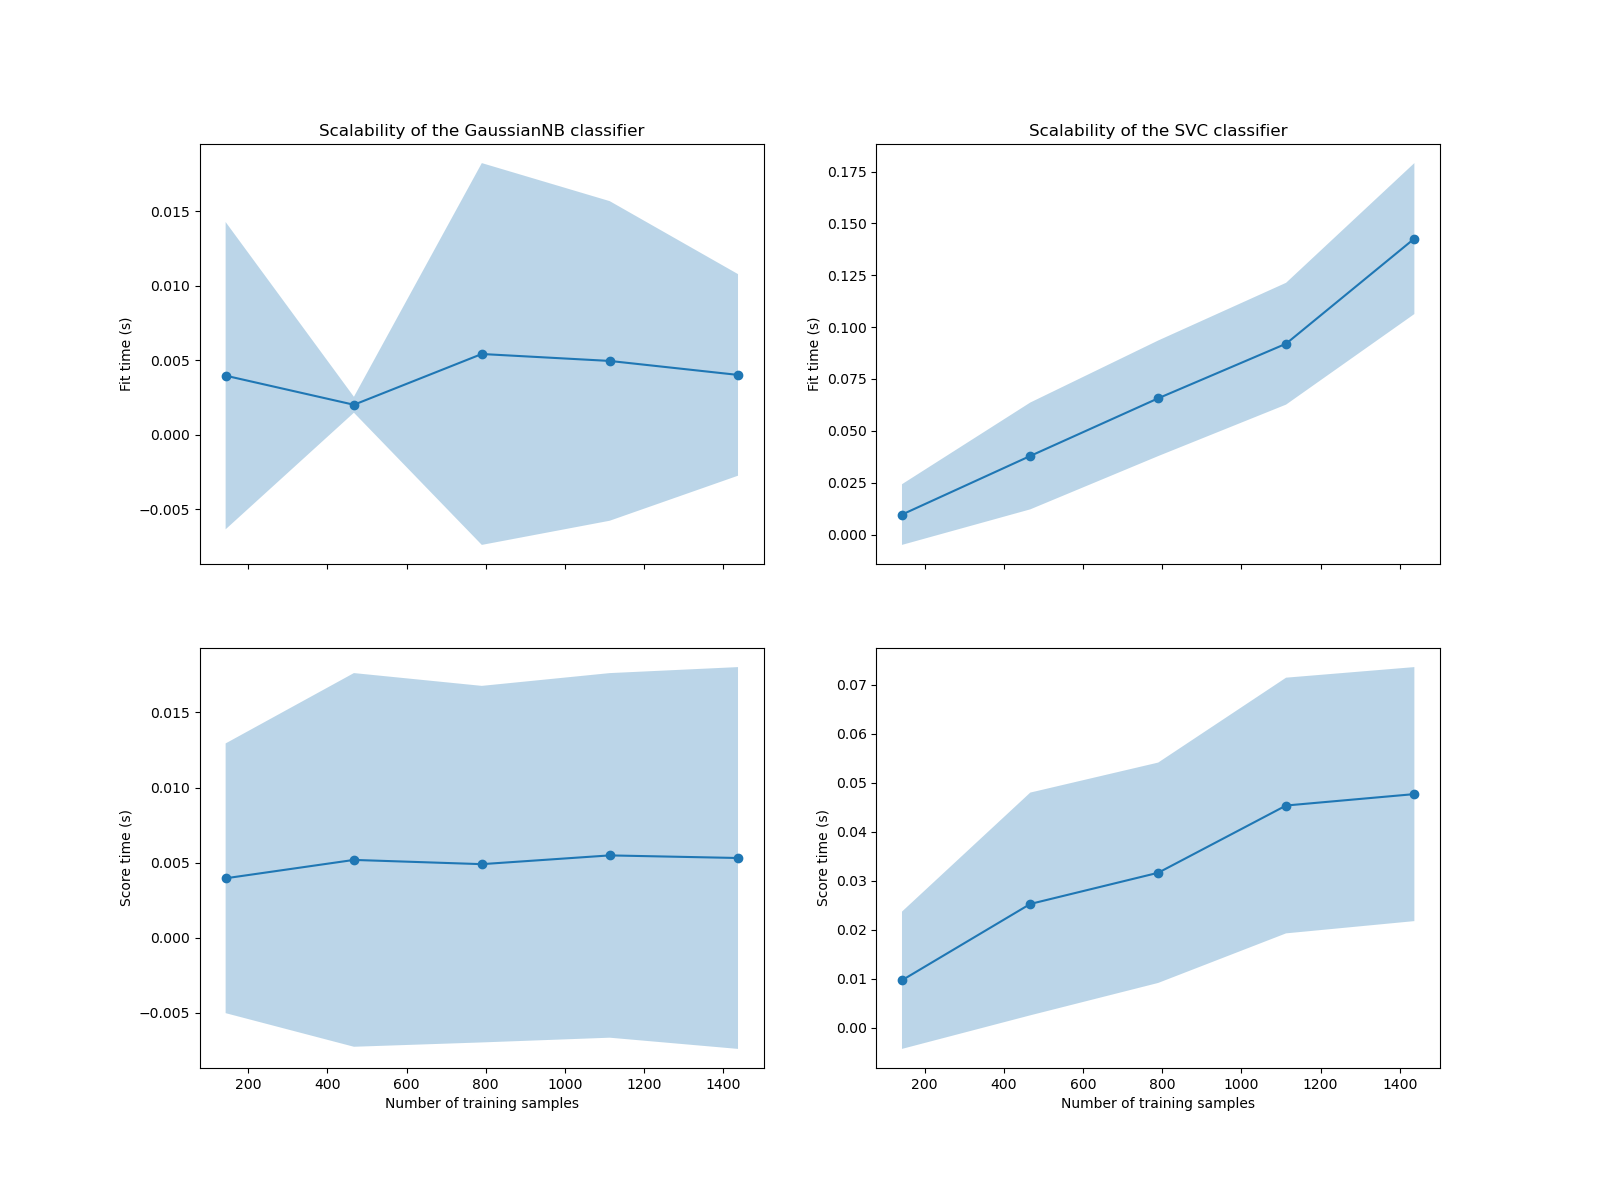 Scalability of the GaussianNB classifier
Fit time (s)
0.015
0.010
0.005
0.000
−0.005
Scalability of the SVC classifier
Fit time (s)
0.175
0.150
0.125
0.100
0.075
0.050
0.025
0.000
Score time (s)
0.015
0.010
0.005
0.000
−0.005
200 400 600 800 1000 1200 1400
Number of training samples
Score time (s)
0.07
0.06
0.05
0.04
0.03
0.02
0.01
0.00
200 400 600 800 1000 1200 1400
Number of training samples